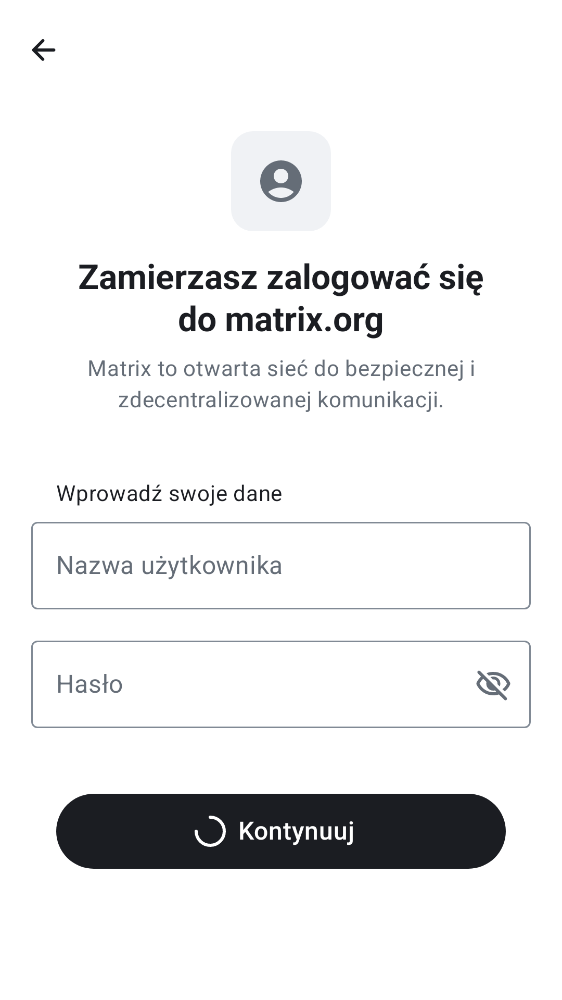 Zamierzasz zalogować się
do matrix.org
Matrix to otwarta sieć do bezpiecznej i
zdecentralizowanej komunikacji.
Wprowadź swoje dane
Nazwa użytkownika
Hasło
Kontynuuj